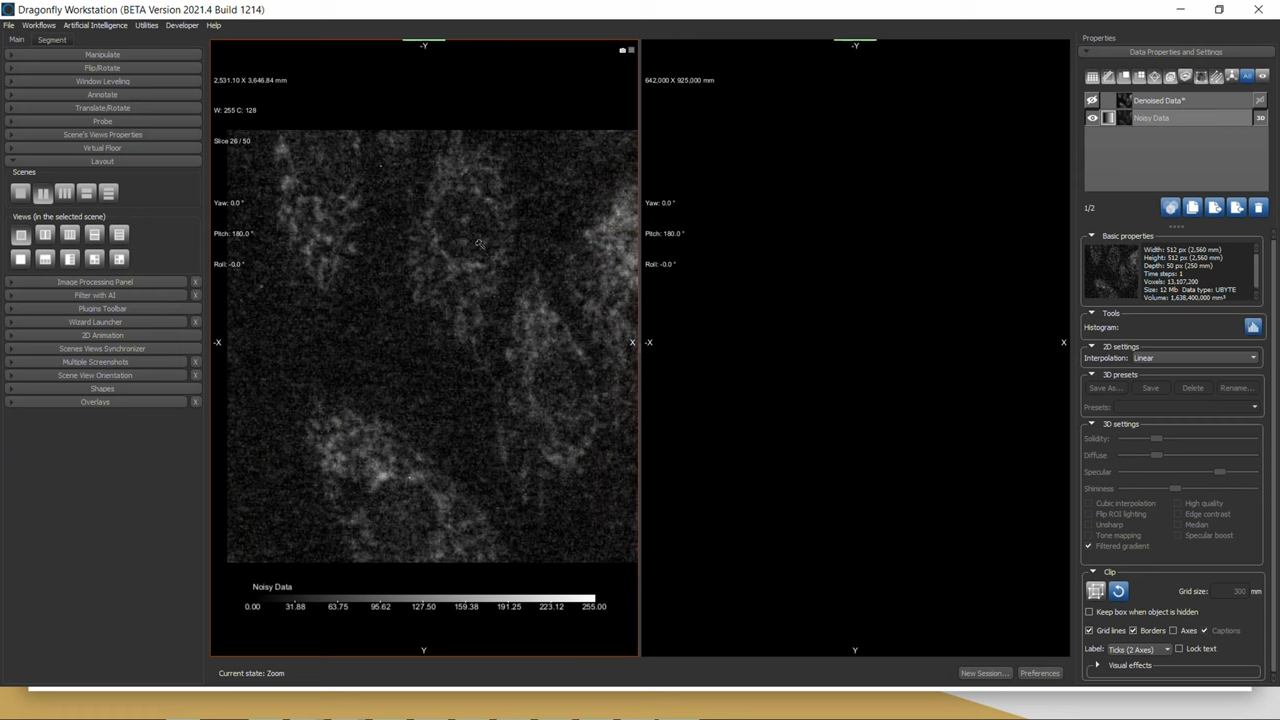 Dragonfly Workstation (BETA Version 2021.4 Build 1214)
File Workflows Artificial Intelligence Utilities Developer Help
Main Segment
Manipulate
Flip/Rotate
Window Leveling
Annotate
Translate/Rotate
Probe
Scene's Views Properties
Virtual Floor
Layout
Scenes
Views (in the selected scene)
Image Processing Panel X
Filter with AI X
Plugins Toolbar
Wizard Launcher X
2D Animation
Scenes Views Synchronizer
Multiple Screenshots X
Scene View Orientation X
Shapes
Overlays X
-Y
2,531.10 X 3,646.84 mm
W: 255 C: 128
Slice 26 / 50
Yaw: 0.0 °
Pitch: 180.0 °
Roll: -0.0 °
-X
X
Noisy Data
0.00 31.88 63.75 95.62 127.50 159.38 191.25 223.12 255.00
Y
-Y
642,000 X 925,000 mm
Yaw: 0.0 °
Pitch: 180.0 °
Roll: -0.0 °
-X
X
Y
Current state: Zoom
New Session... Preferences
Properties
Data Properties and Settings
All
Denoised Data*
Noisy Data 3D
1/2
Basic properties
Width: 512 px (2,560 mm)
Height: 512 px (2,560 mm)
Depth: 50 px (250 mm)
Time steps: 1
Voxels: 13,107,200
Size: 12 Mb Data type: UBYTE
Volume: 1,638,400,000 mm³
Tools
Histogram:
2D settings
Interpolation: Linear
3D presets
Save As... Save Delete Rename...
Presets:
3D settings
Solidity:
Diffuse
Specular
Shininess
Cubic interpolation High quality
Flip ROI lighting Edge contrast
Unsharp Median
Tone mapping Specular boost
Filtered gradient
Clip
Grid size: 300 mm
Keep box when object is hidden
Grid lines Borders Axes Captions
Label: Ticks (2 Axes) Lock text
Visual effects